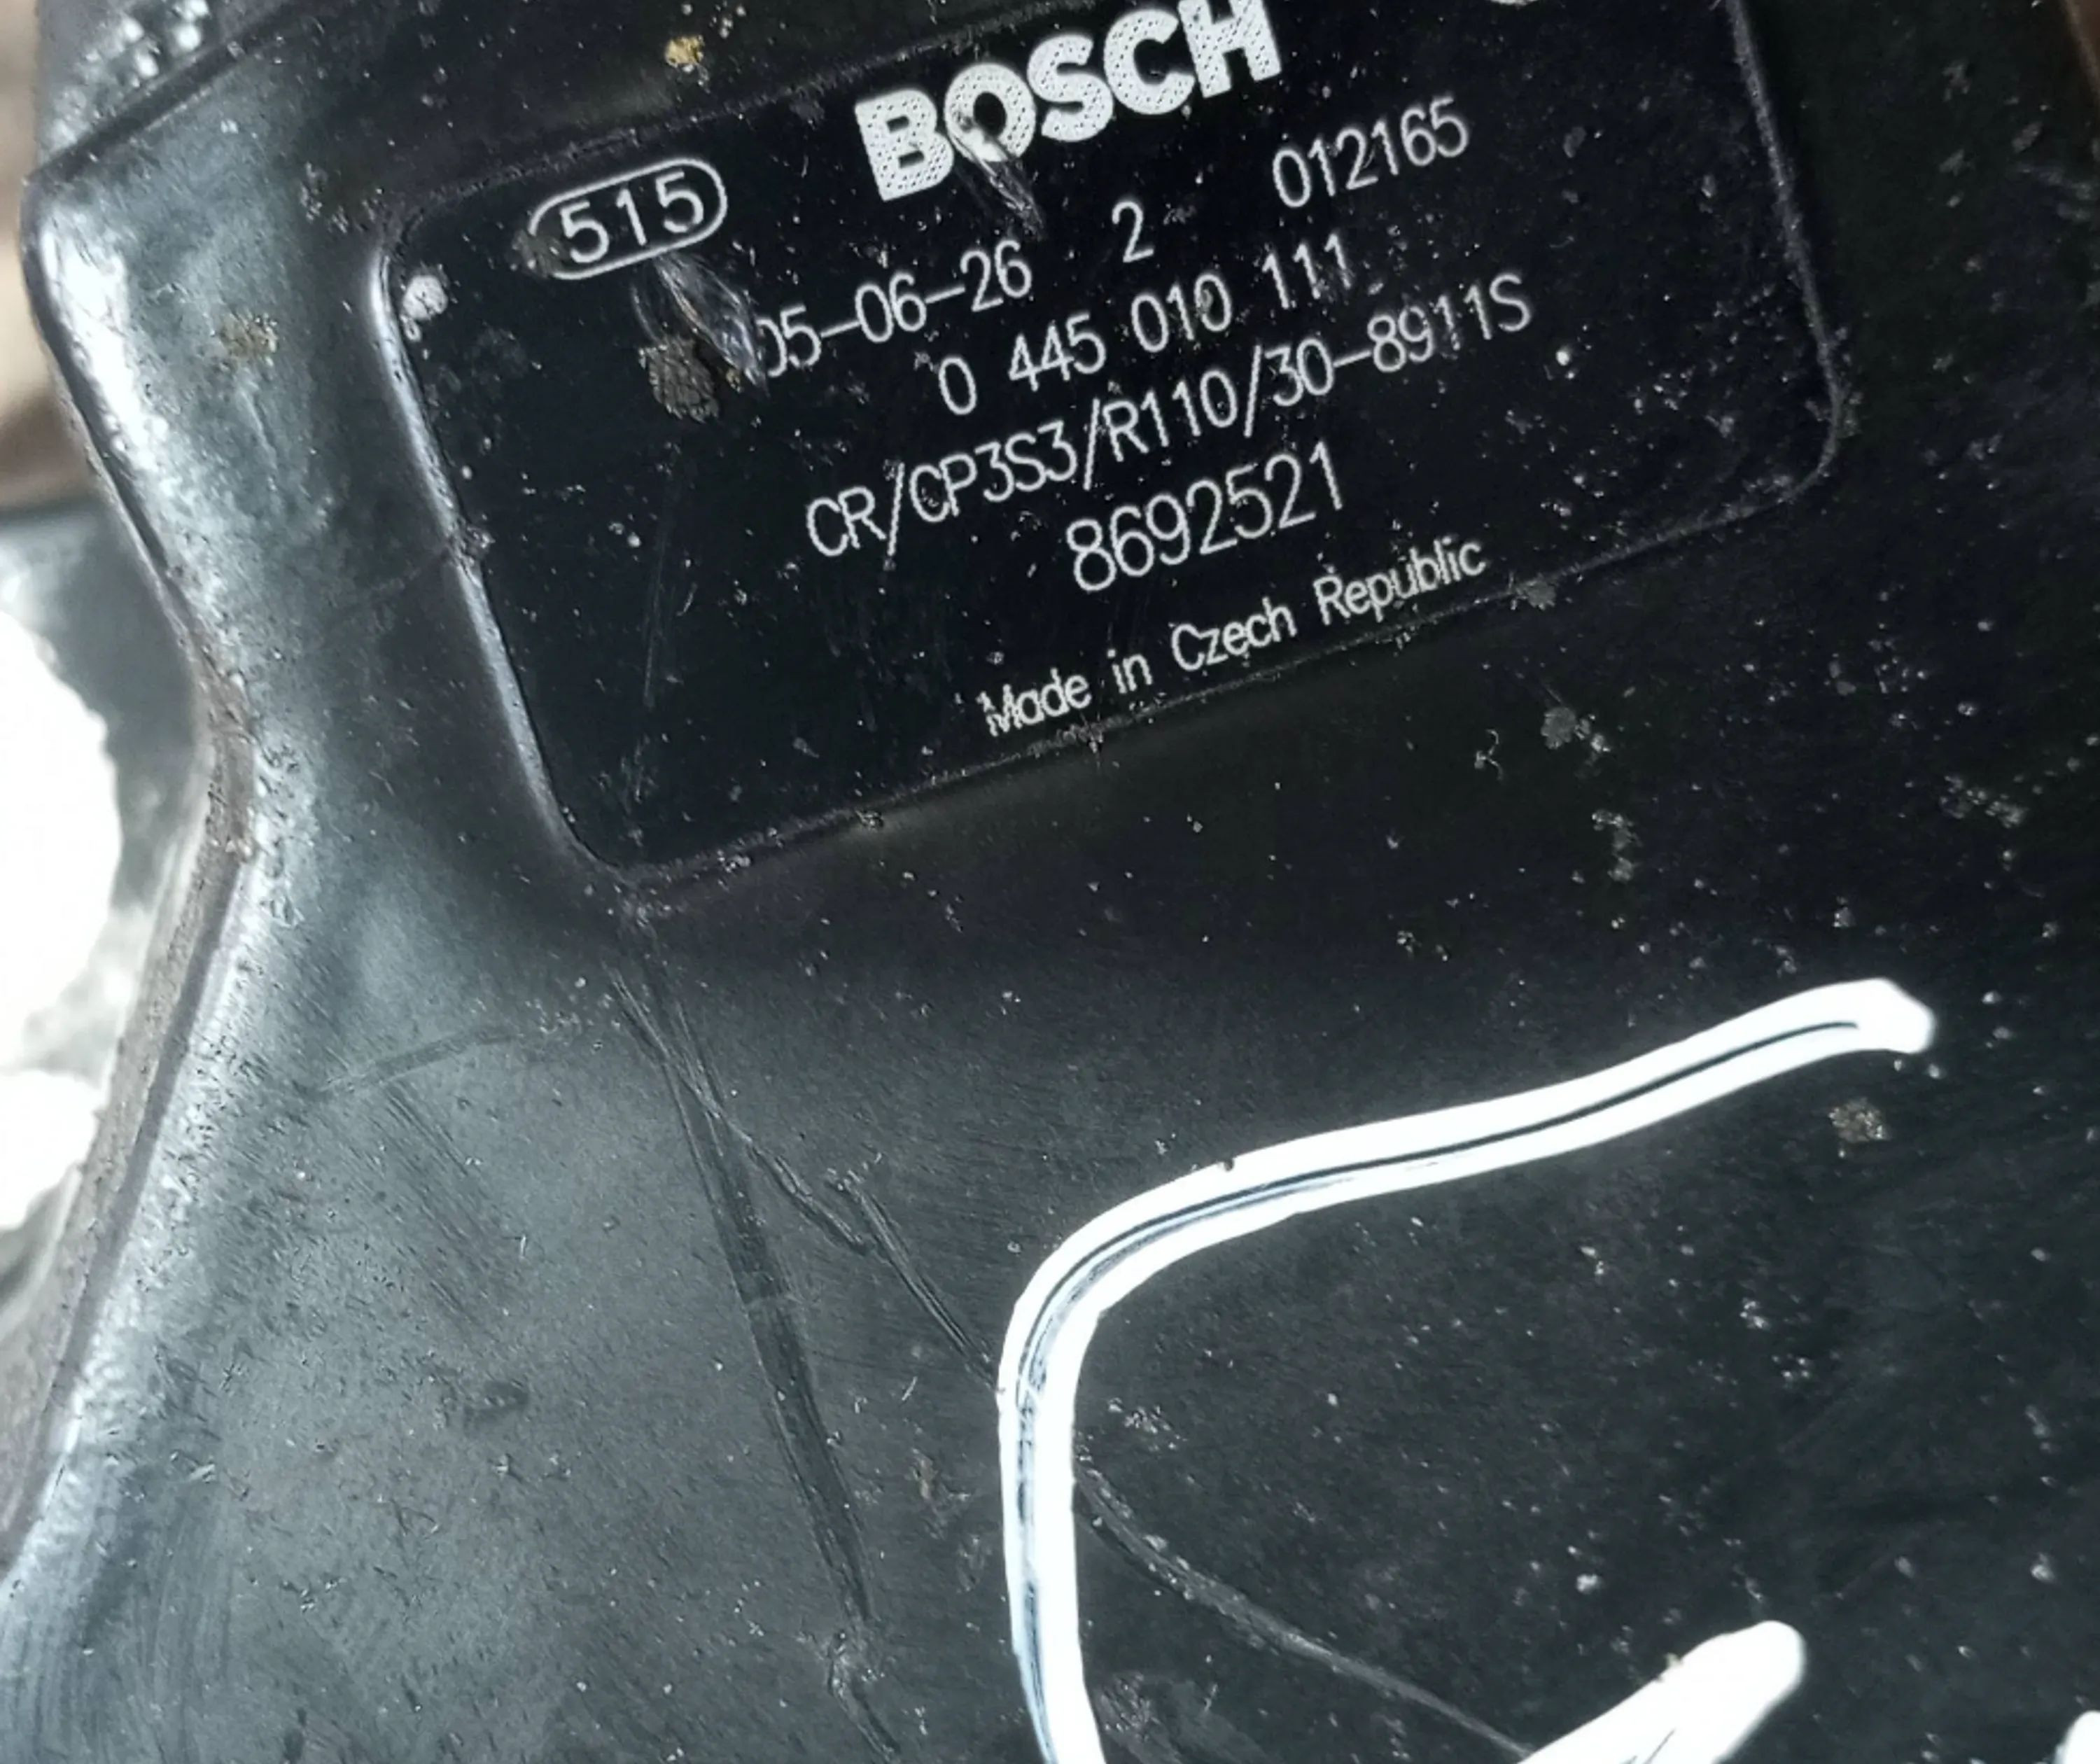 BOSCH
515
05-06-26 2 012165
0 445 010 111
CR/CP3S3/R110/30-8911S
8692521
Made in Czech Republic